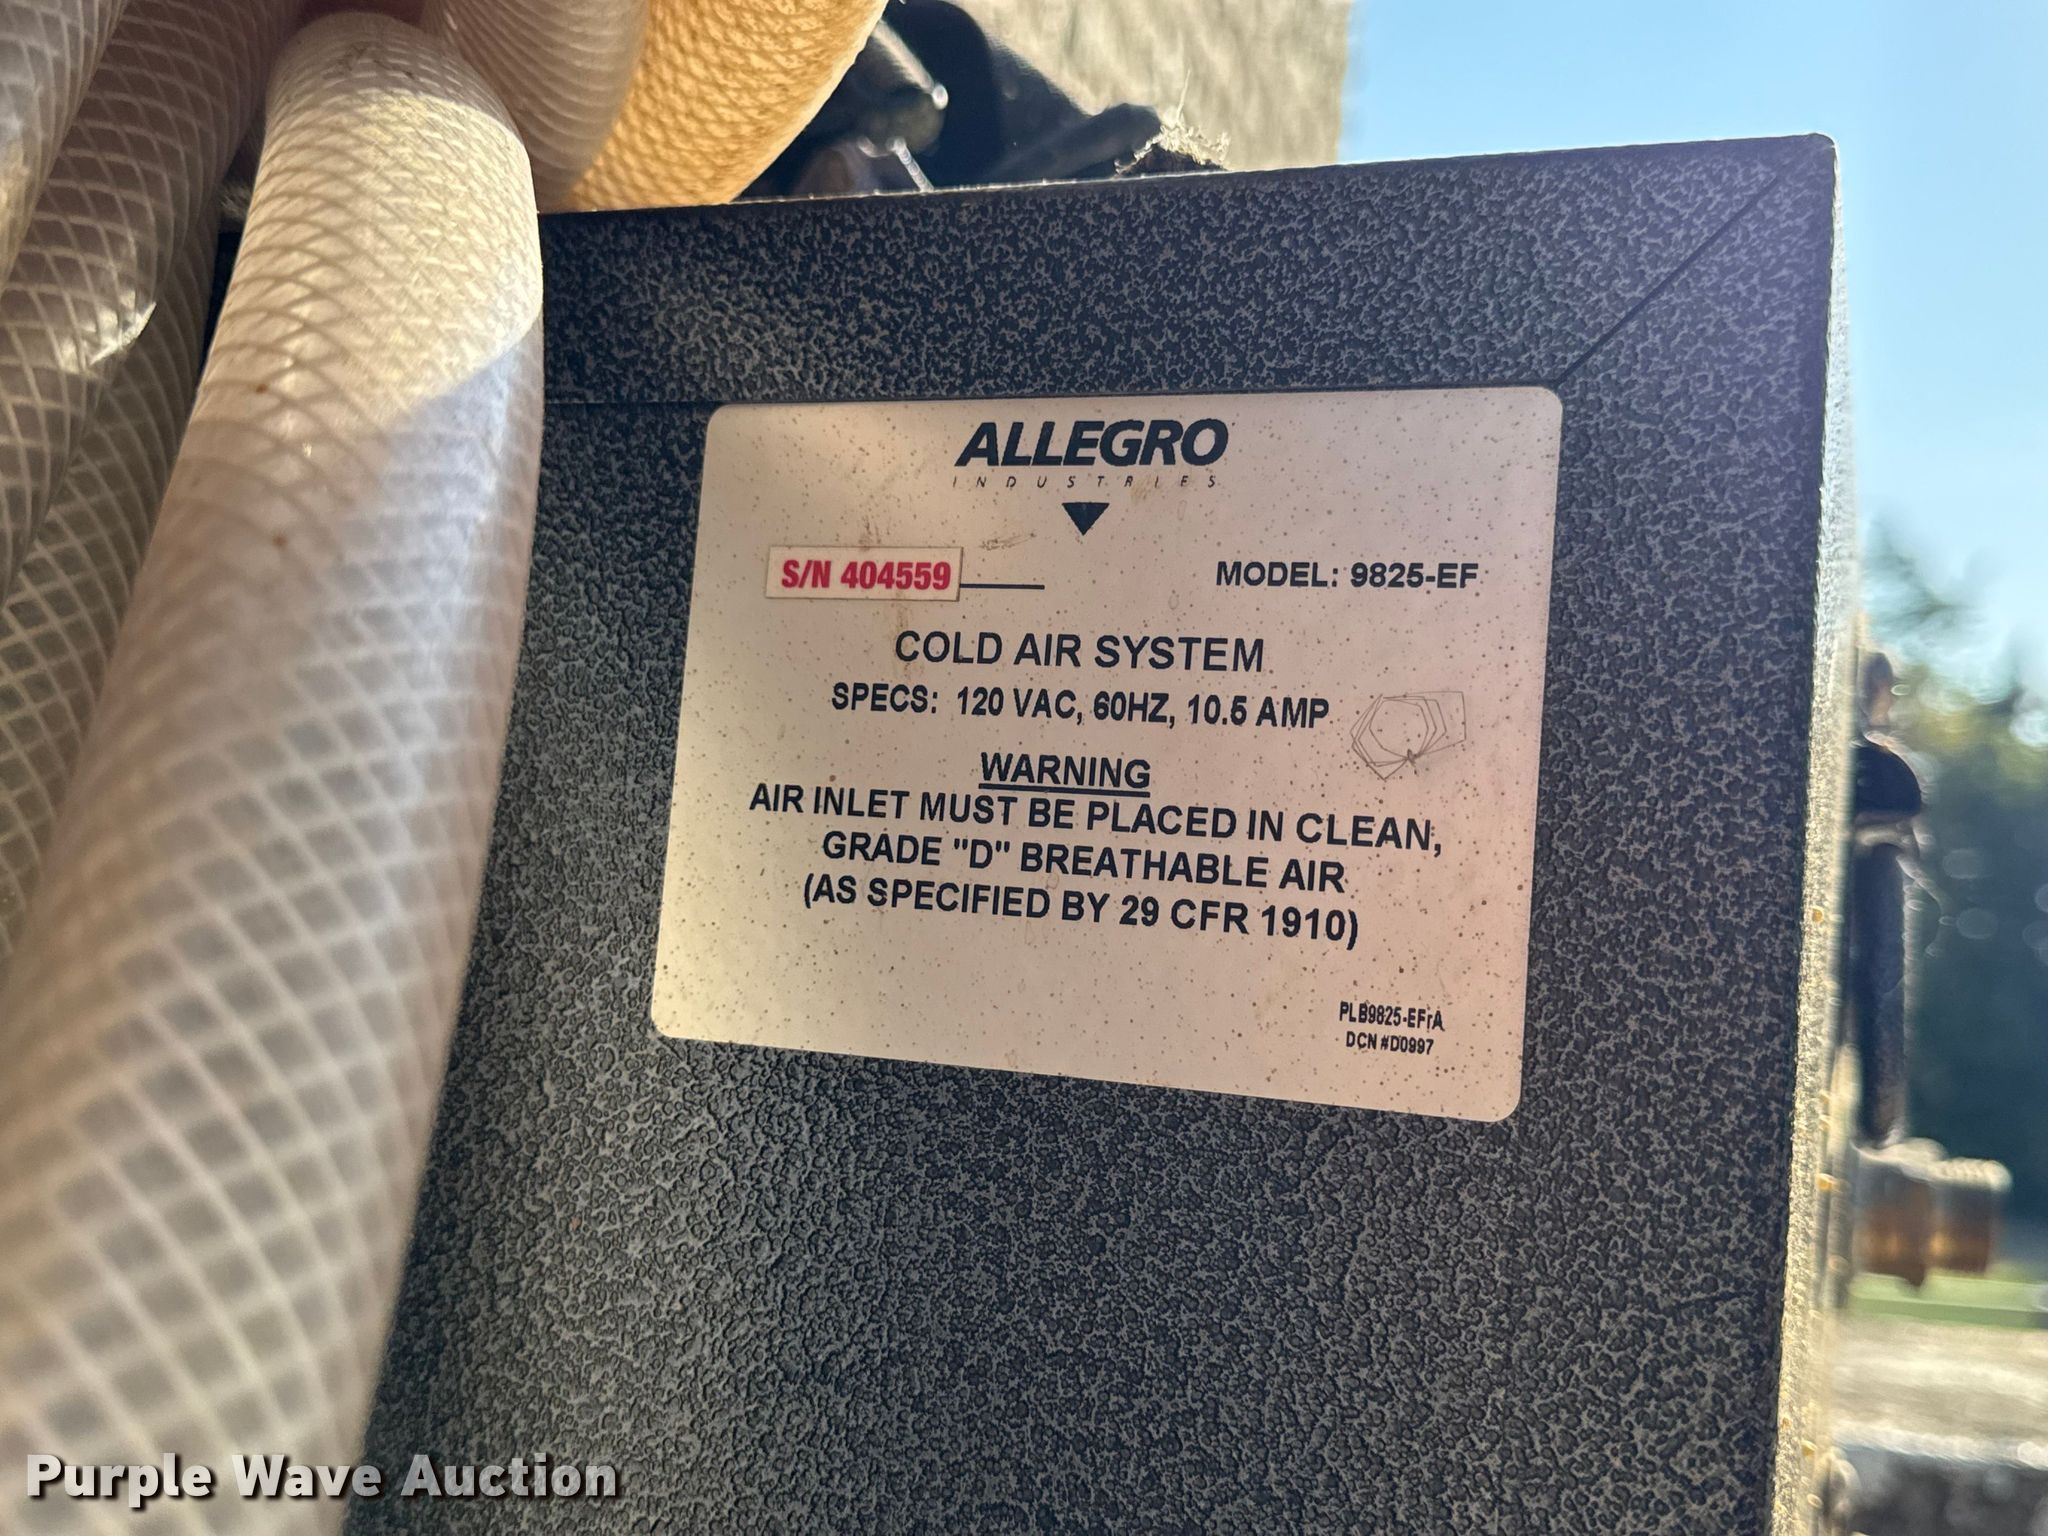 ALLEGRO
INDUSTRIES
S/N 404559
MODEL: 9825-EF
COLD AIR SYSTEM
SPECS: 120 VAC, 60HZ, 10.5 AMP
WARNING
AIR INLET MUST BE PLACED IN CLEAN,
GRADE "D" BREATHABLE AIR
(AS SPECIFIED BY 29 CFR 1910)
PLB9825-EFrA
DCN #D0997
Purple Wave Auction